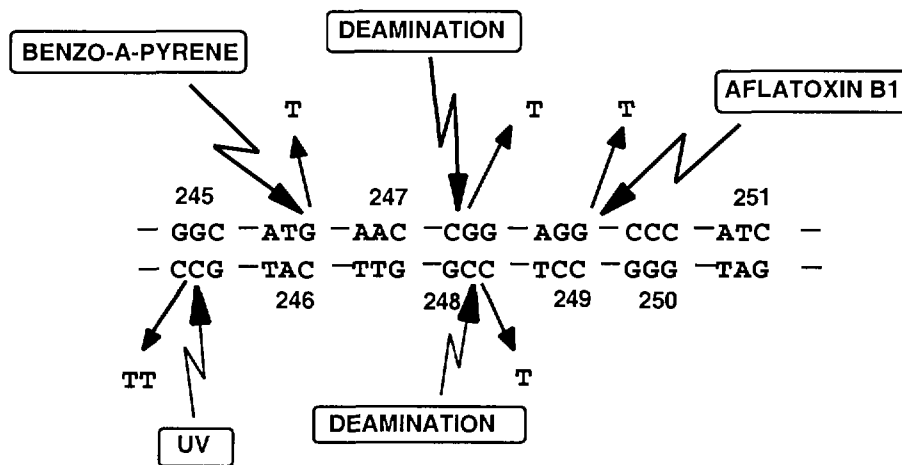 DEAMINATION
BENZO-A-PYRENE
AFLATOXIN B1
T T T
245 247 251
— GGC — ATG — AAC — CGG — AGG — CCC — ATC —
— CCG — TAC — TTG — GCC — TCC — GGG — TAG —
246 248 249 250
TT T
DEAMINATION
UV